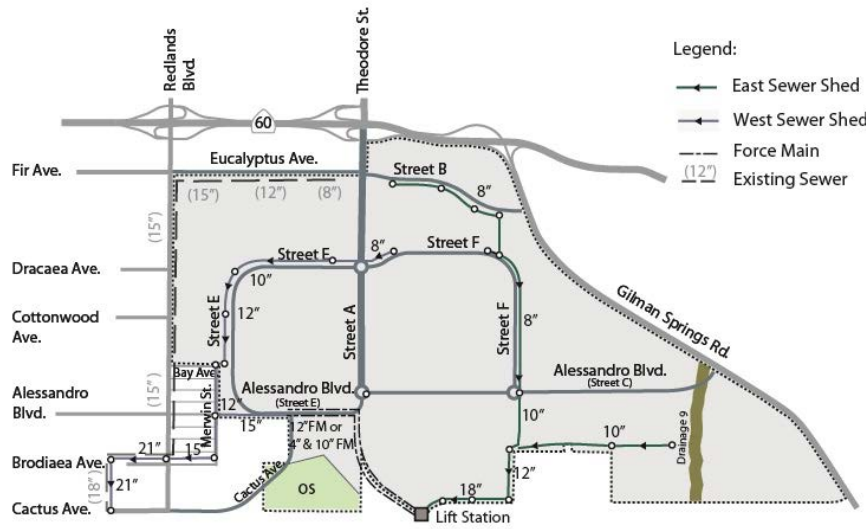 Redlands
Blvd.
Theodore St.
Legend:
East Sewer Shed
West Sewer Shed
Force Main
(12")
Existing Sewer
60
Fir Ave.
Eucalyptus Ave.
Street B
8"
(15")
(12")
(8")
(15")
Dracaea Ave.
Street E
8"
Street F
10"
Cottonwood
Ave.
Street E
12"
Street A
Street F
8"
Gilman Springs Rd.
Bay Ave
Alessandro
Blvd.
(15")
Merwin St.
12"
Alessandro Blvd.
(Street E)
Alessandro Blvd.
(Street C)
15"
12"FM or
4" & 10" FM
10"
10"
Drainage 9
Brodiaea Ave.
21"
15"
Cactus Ave.
OS
12"
(18")
21"
18"
Cactus Ave.
Lift Station